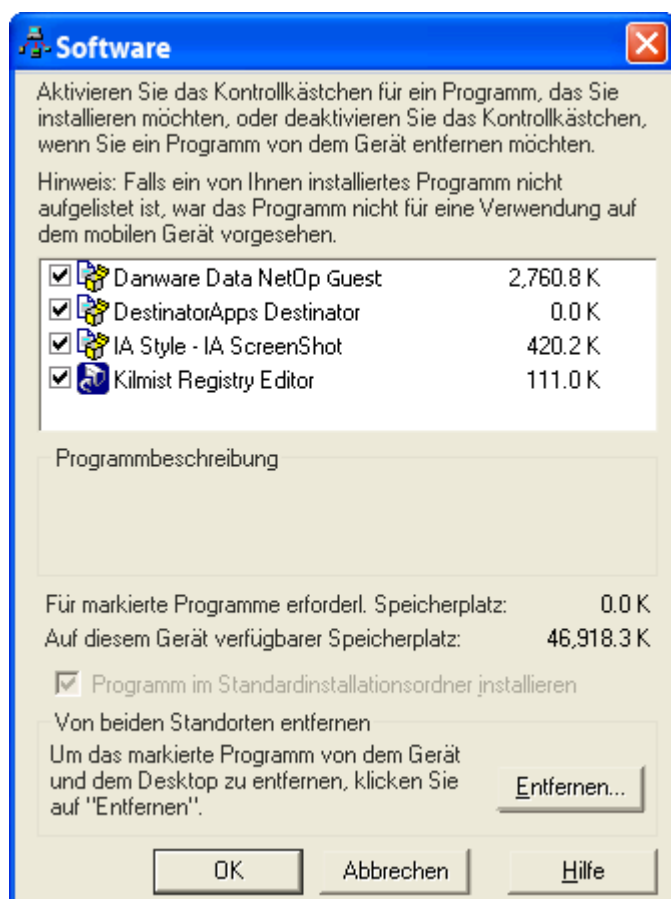 Software
Aktivieren Sie das Kontrollkästchen für ein Programm, das Sie
installieren möchten, oder deaktivieren Sie das Kontrollkästchen,
wenn Sie ein Programm von dem Gerät entfernen möchten.
Hinweis: Falls ein von Ihnen installiertes Programm nicht
aufgelistet ist, war das Programm nicht für eine Verwendung auf
dem mobilen Gerät vorgesehen.
Danware Data NetOp Guest 2,760.8 K
DestinatorApps Destinator 0.0 K
IA Style - IA ScreenShot 420.2 K
Kilmist Registry Editor 111.0 K
Programmbeschreibung
Für markierte Programme erforderl. Speicherplatz: 0.0 K
Auf diesem Gerät verfügbarer Speicherplatz: 46,918.3 K
Programm im Standardinstallationsordner installieren
Von beiden Standorten entfernen
Um das markierte Programm von dem Gerät
und dem Desktop zu entfernen, klicken Sie
auf "Entfernen".
Entfernen...
OK Abbrechen Hilfe